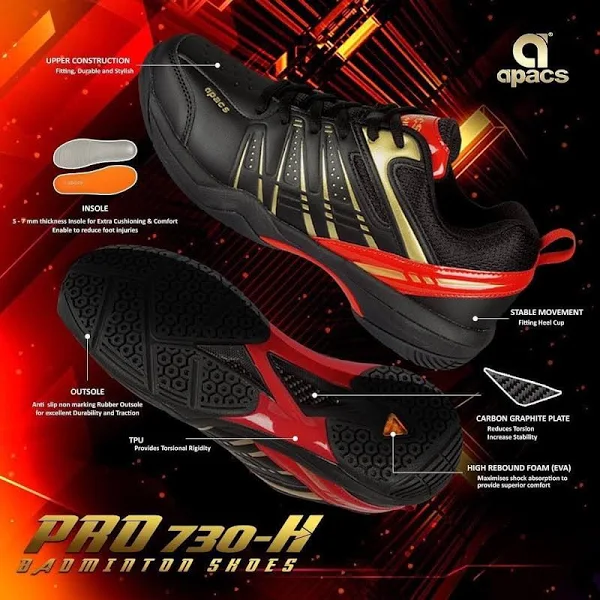 apacs
UPPER CONSTRUCTION
Fitting, Durable and Stylish
apacs
INSOLE
5 - 7 mm thickness Insole for Extra Cushioning & Comfort
Enable to reduce foot injuries
STABLE MOVEMENT
Fitting Heel Cup
OUTSOLE
Anti slip non marking Rubber Outsole
for excellent Durability and Traction
CARBON GRAPHITE PLATE
Reduces Torsion
Increase Stability
TPU
Provides Torsional Rigidity
HIGH REBOUND FOAM (EVA)
Maximises shock absorption to
provide superior comfort
PRO 730-H
BADMINTON SHOES